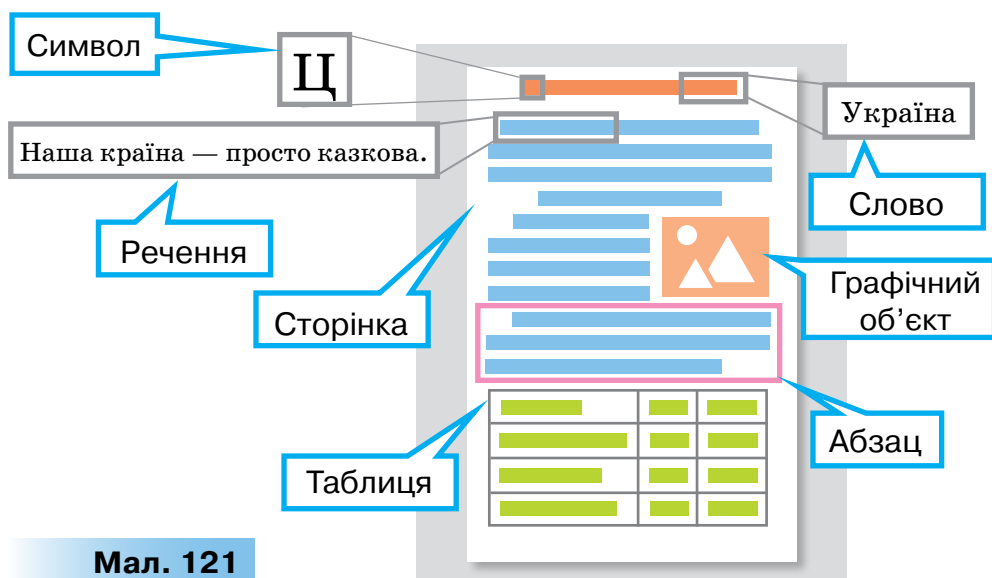 Символ
Ц
Україна
Наша країна — просто казкова.
Слово
Речення
Графічний
об’єкт
Сторінка
Абзац
Таблиця
Мал. 121